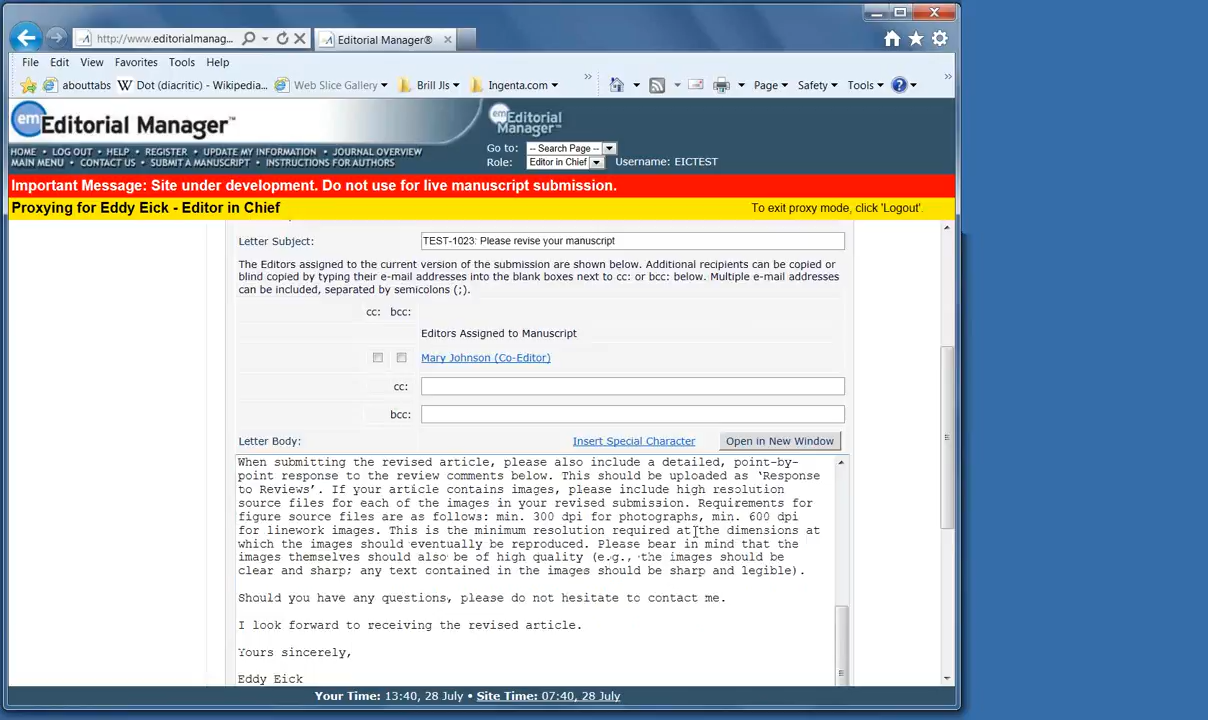 http://www.editorialmanag...
Editorial Manager®
File Edit View Favorites Tools Help
abouttabs Dot (diacritic) - Wikipedia... Web Slice Gallery Brill Jls Ingenta.com » Page Safety Tools »
em Editorial Manager™
em Editorial Manager™
HOME • LOG OUT • HELP • REGISTER • UPDATE MY INFORMATION • JOURNAL OVERVIEW
MAIN MENU • CONTACT US • SUBMIT A MANUSCRIPT • INSTRUCTIONS FOR AUTHORS
Go to: -- Search Page --
Role: Editor in Chief Username: EICTEST
Important Message: Site under development. Do not use for live manuscript submission.
Proxying for Eddy Eick - Editor in Chief To exit proxy mode, click 'Logout'.
Letter Subject: TEST-1023: Please revise your manuscript
The Editors assigned to the current version of the submission are shown below. Additional recipients can be copied or
blind copied by typing their e-mail addresses into the blank boxes next to cc: or bcc: below. Multiple e-mail addresses
can be included, separated by semicolons (;).
cc: bcc:
Editors Assigned to Manuscript
Mary Johnson (Co-Editor)
cc:
bcc:
Letter Body: Insert Special Character Open in New Window
When submitting the revised article, please also include a detailed, point-by-
point response to the review comments below. This should be uploaded as ‘Response
to Reviews’. If your article contains images, please include high resolution
source files for each of the images in your revised submission. Requirements for
figure source files are as follows: min. 300 dpi for photographs, min. 600 dpi
for linework images. This is the minimum resolution required at the dimensions at
which the images should eventually be reproduced. Please bear in mind that the
images themselves should also be of high quality (e.g., the images should be
clear and sharp; any text contained in the images should be sharp and legible).
Should you have any questions, please do not hesitate to contact me.
I look forward to receiving the revised article.
Yours sincerely,
Eddy Eick
Your Time: 13:40, 28 July • Site Time: 07:40, 28 July